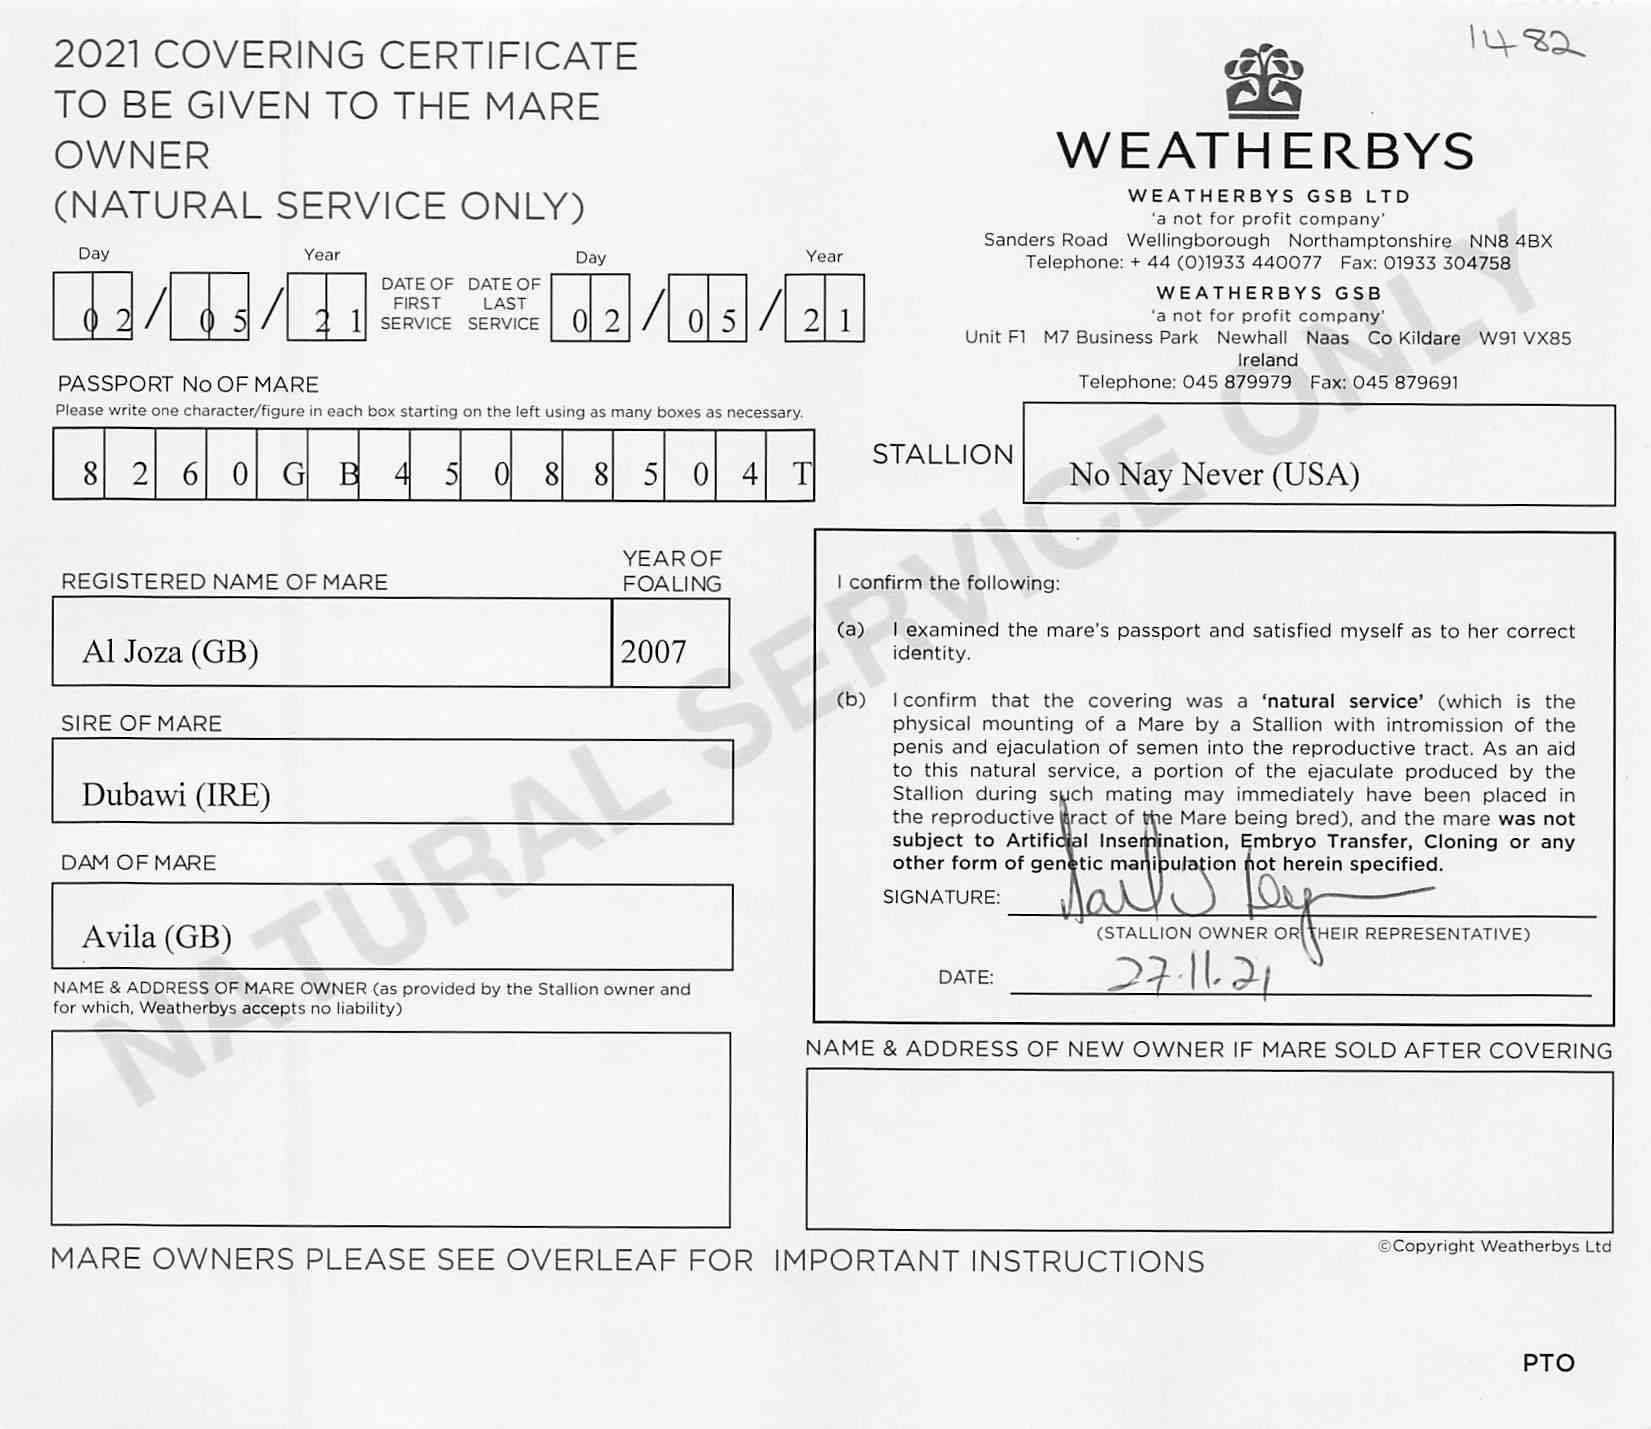 1482
2021 COVERING CERTIFICATE
TO BE GIVEN TO THE MARE
OWNER
(NATURAL SERVICE ONLY)
Day Year Day Year
02/05/21 DATE OF FIRST SERVICE DATE OF LAST SERVICE 02/05/21
PASSPORT No OF MARE
Please write one character/figure in each box starting on the left using as many boxes as necessary.
8 2 6 0 G B 4 5 0 8 8 5 0 4 T
REGISTERED NAME OF MARE YEAR OF FOALING
Al Joza (GB) 2007
SIRE OF MARE
Dubawi (IRE)
DAM OF MARE
Avila (GB)
NAME & ADDRESS OF MARE OWNER (as provided by the Stallion owner and
for which, Weatherbys accepts no liability)
WEATHERBYS
WEATHERBYS GSB LTD
'a not for profit company'
Sanders Road Wellingborough Northamptonshire NN8 4BX
Telephone: + 44 (0)1933 440077 Fax: 01933 304758
WEATHERBYS GSB
'a not for profit company'
Unit F1 M7 Business Park Newhall Naas Co Kildare W91 VX85
Ireland
Telephone: 045 879979 Fax: 045 879691
STALLION No Nay Never (USA)
I confirm the following:
(a) I examined the mare's passport and satisfied myself as to her correct
identity.
(b) I confirm that the covering was a 'natural service' (which is the
physical mounting of a Mare by a Stallion with intromission of the
penis and ejaculation of semen into the reproductive tract. As an aid
to this natural service, a portion of the ejaculate produced by the
Stallion during such mating may immediately have been placed in
the reproductive tract of the Mare being bred), and the mare was not
subject to Artificial Insemination, Embryo Transfer, Cloning or any
other form of genetic manipulation not herein specified.
SIGNATURE:
(STALLION OWNER OR THEIR REPRESENTATIVE)
DATE: 27.11.21
NAME & ADDRESS OF NEW OWNER IF MARE SOLD AFTER COVERING
©Copyright Weatherbys Ltd
MARE OWNERS PLEASE SEE OVERLEAF FOR IMPORTANT INSTRUCTIONS
PTO
NATURAL SERVICE ONLY